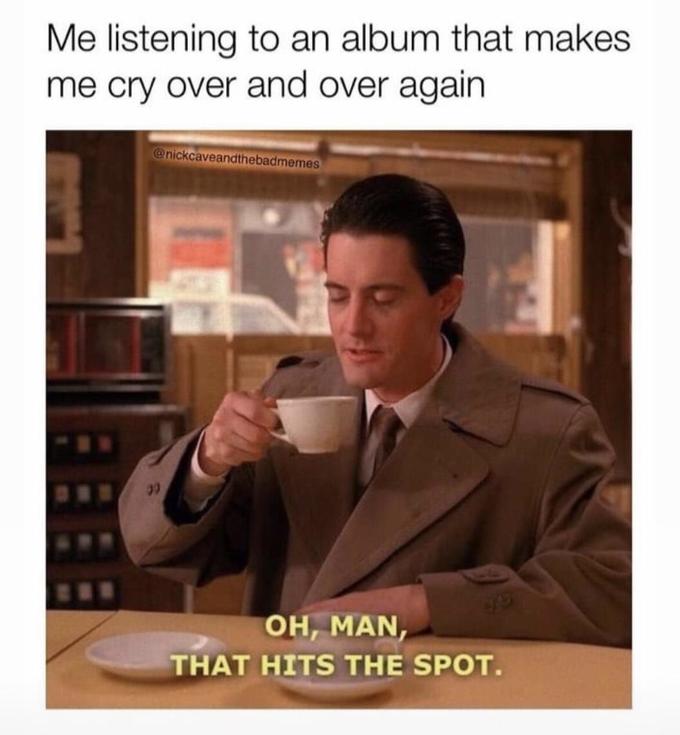 Me listening to an album that makes
me cry over and over again
@nickcaveandthebadmemes
OH, MAN,
THAT HITS THE SPOT.